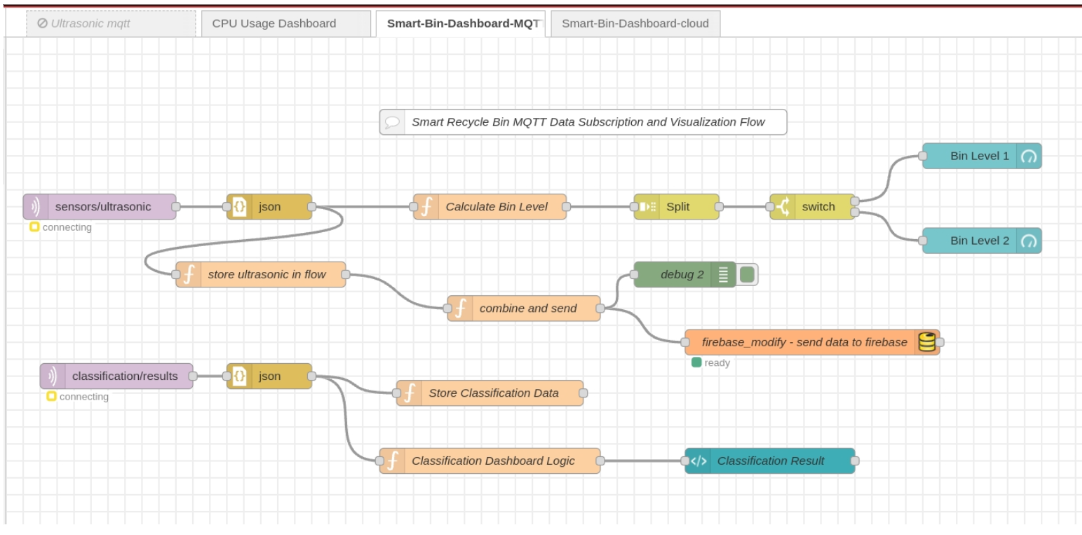 Ultrasonic mqtt
CPU Usage Dashboard
Smart-Bin-Dashboard-MQT
Smart-Bin-Dashboard-cloud
Smart Recycle Bin MQTT Data Subscription and Visualization Flow
Bin Level 1
sensors/ultrasonic
json
Calculate Bin Level
Split
switch
connecting
Bin Level 2
store ultrasonic in flow
debug 2
combine and send
firebase_modify - send data to firebase
ready
classification/results
json
connecting
Store Classification Data
Classification Dashboard Logic
Classification Result